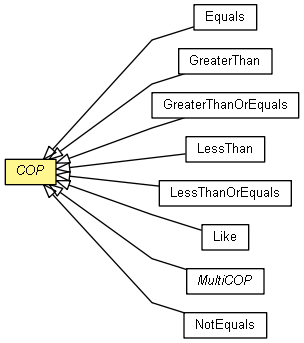 Equals
GreaterThan
GreaterThanOrEquals
LessThan
COP
LessThanOrEquals
Like
MultiCOP
NotEquals